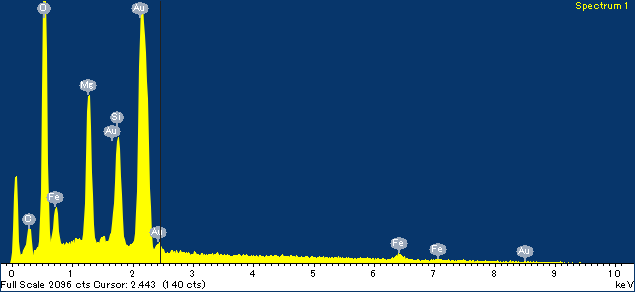 Spectrum 1
O
Au
Mg
Si
Au
Fe
Au
Fe
Fe
Au
0 1 2 3 4 5 6 7 8 9 10
Full Scale 2096 cts Cursor: 2.443 (140 cts) keV